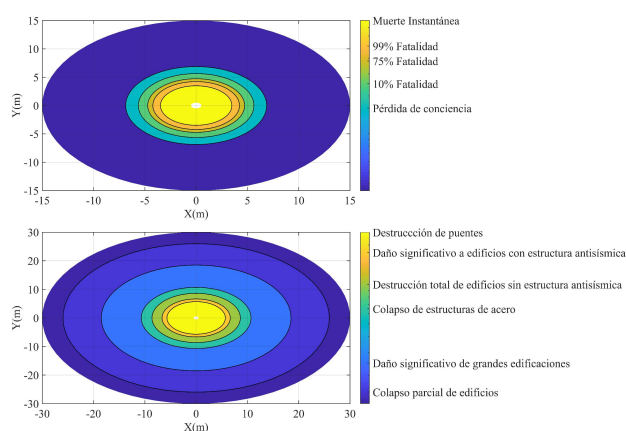 15
10
5
0
-5
-10
-15
Y(m)
-15
-10
-5
0
5
10
15
X(m)
Muerte Instantánea
99% Fatalidad
75% Fatalidad
10% Fatalidad
Pérdida de conciencia
30
20
10
0
-10
-20
-30
Y(m)
-30
-20
-10
0
10
20
30
X(m)
Destruccción de puentes
Daño significativo a edificios con estructura antisísmica
Destrucción total de edificios sin estructura antisísmica
Colapso de estructuras de acero
Daño significativo de grandes edificaciones
Colapso parcial de edificios